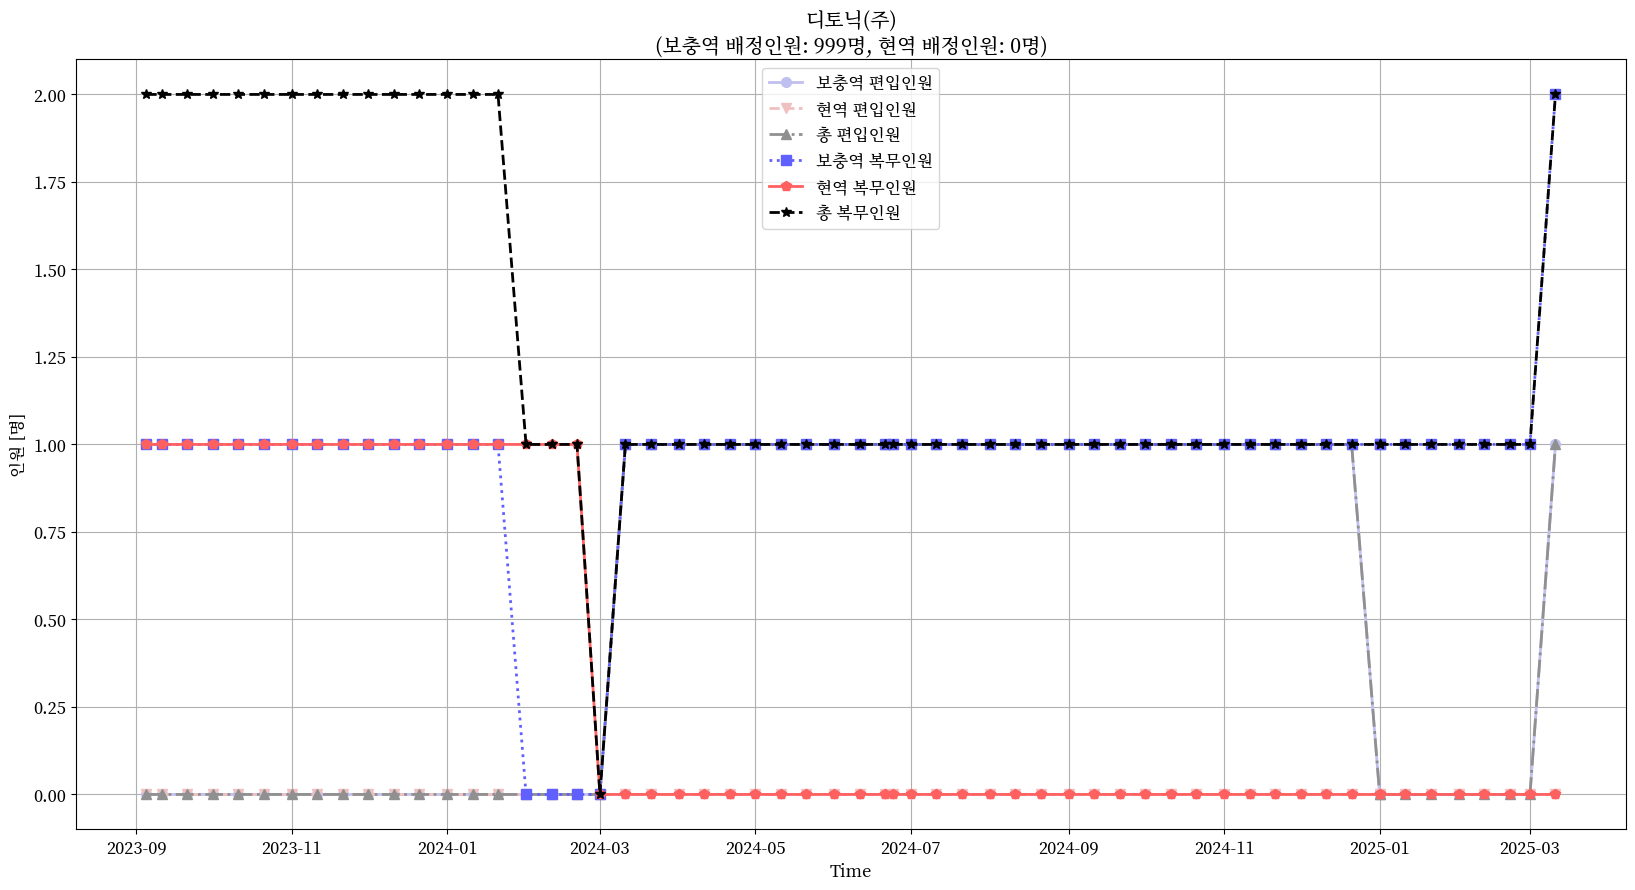 디토닉(주)
(보충역 배정인원: 999명, 현역 배정인원: 0명)
보충역 편입인원
현역 편입인원
총 편입인원
보충역 복무인원
현역 복무인원
총 복무인원
인원 [명]
2.00
1.75
1.50
1.25
1.00
0.75
0.50
0.25
0.00
2023-09
2023-11
2024-01
2024-03
2024-05
2024-07
2024-09
2024-11
2025-01
2025-03
Time